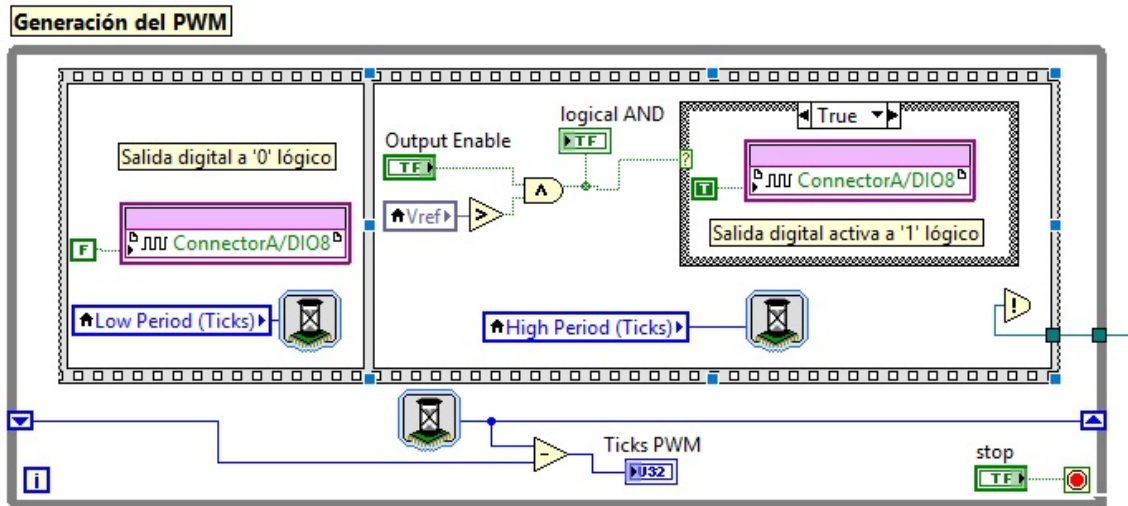 Generación del PWM
Salida digital a '0' lógico
F
ConnectorA/DIO8
Low Period (Ticks)
Output Enable
TF
Vref
>
∧
logical AND
TF
True
?
T
ConnectorA/DIO8
Salida digital activa a '1' lógico
High Period (Ticks)
!
-
Ticks PWM
U32
stop
TF
i